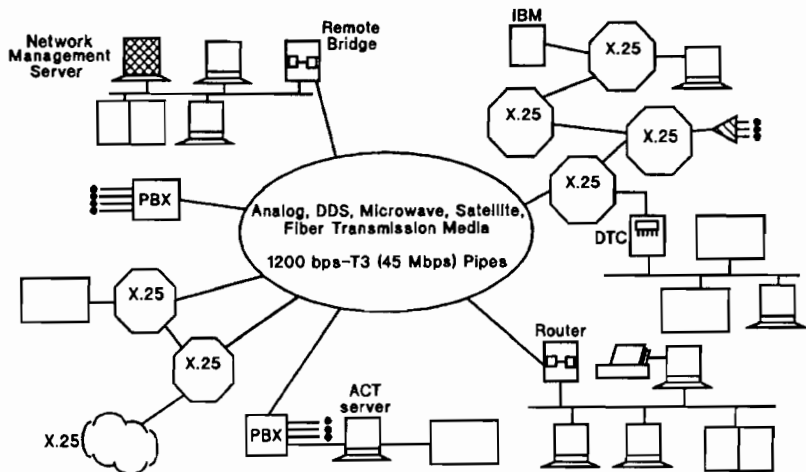 Network
Management
Server
Remote
Bridge
IBM
X.25
X.25
X.25
X.25
PBX
Analog, DDS, Microwave, Satellite,
Fiber Transmission Media
1200 bps-T3 (45 Mbps) Pipes
DTC
X.25
X.25
Router
ACT
server
X.25
PBX